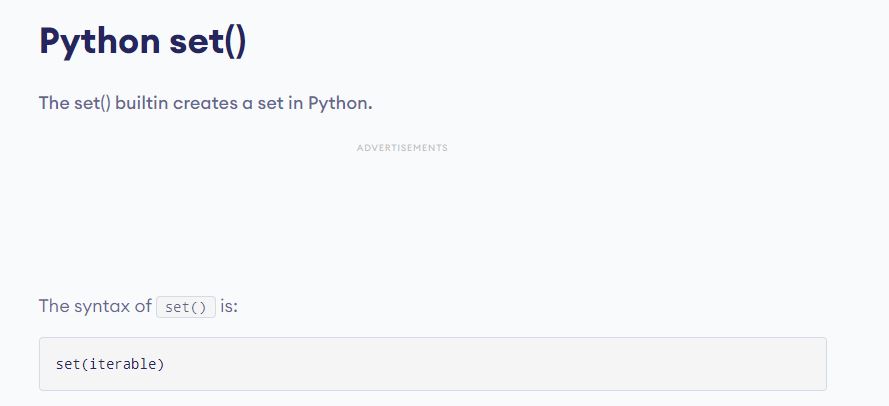 Python set()
The set() builtin creates a set in Python.
ADVERTISEMENTS
The syntax of set() is:
set(iterable)